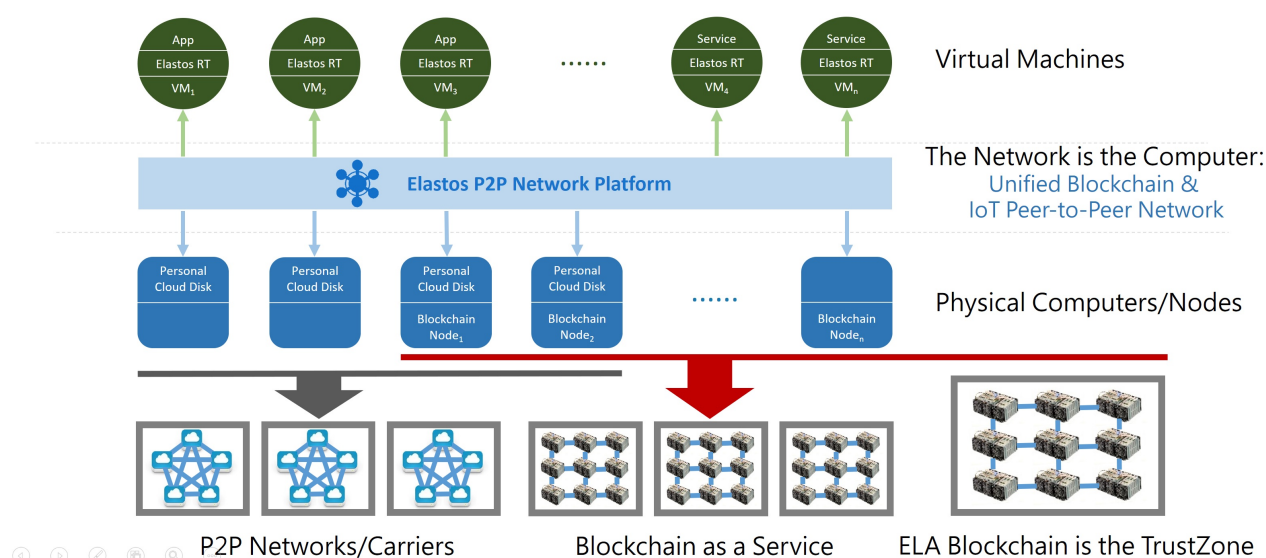 App
Elastos RT
VM₁
App
Elastos RT
VM₂
App
Elastos RT
VM₃
......
Service
Elastos RT
VM₄
Service
Elastos RT
VMₙ
Virtual Machines
Elastos P2P Network Platform
The Network is the Computer:
Unified Blockchain &
IoT Peer-to-Peer Network
Personal
Cloud Disk
Personal
Cloud Disk
Personal
Cloud Disk
Blockchain
Node₁
Personal
Cloud Disk
Blockchain
Node₂
......
Blockchain
Nodeₙ
Physical Computers/Nodes
P2P Networks/Carriers
Blockchain as a Service
ELA Blockchain is the TrustZone